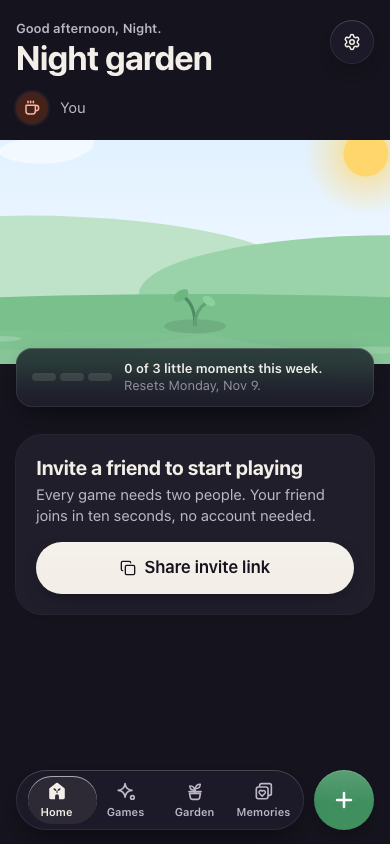 Good afternoon, Night.
Night garden
You
0 of 3 little moments this week.
Resets Monday, Nov 9.
Invite a friend to start playing
Every game needs two people. Your friend
joins in ten seconds, no account needed.
Share invite link
Home
Games
Garden
Memories